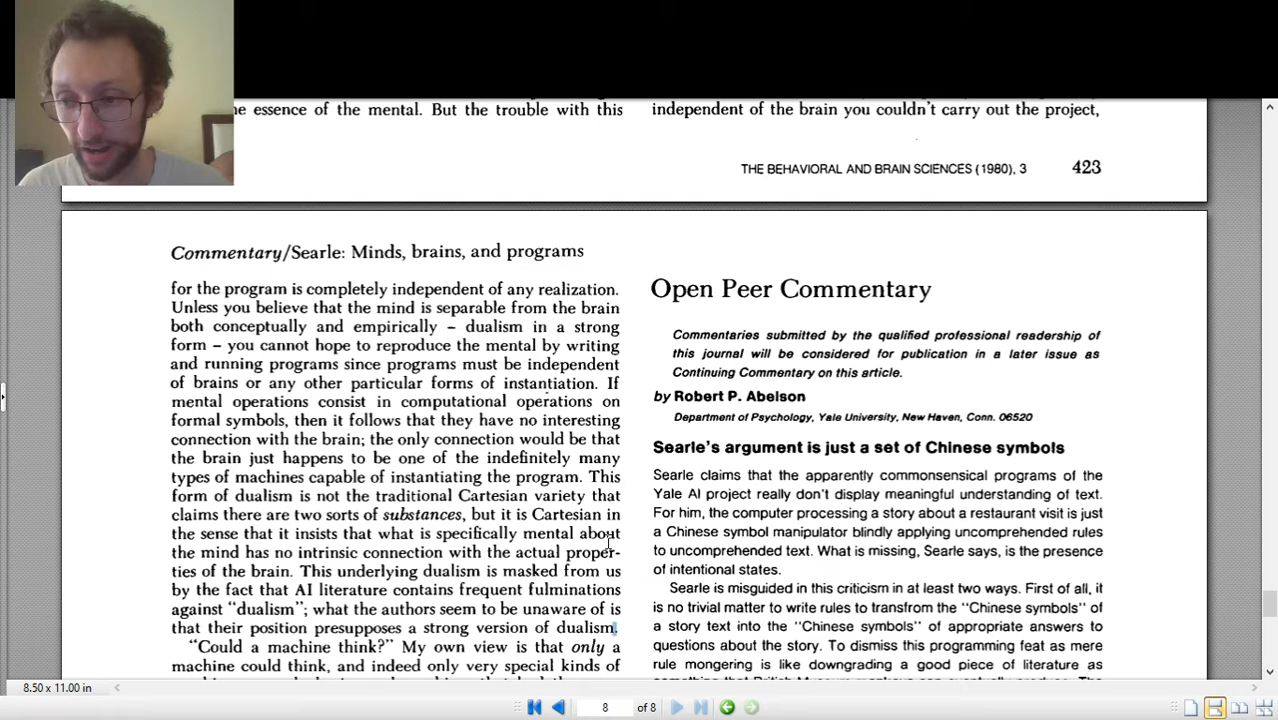 e essence of the mental. But the trouble with this
independent of the brain you couldn't carry out the project,
THE BEHAVIORAL AND BRAIN SCIENCES (1980), 3 423
Commentary/Searle: Minds, brains, and programs
for the program is completely independent of any realization.
Unless you believe that the mind is separable from the brain
both conceptually and empirically – dualism in a strong
form – you cannot hope to reproduce the mental by writing
and running programs since programs must be independent
of brains or any other particular forms of instantiation. If
mental operations consist in computational operations on
formal symbols, then it follows that they have no interesting
connection with the brain; the only connection would be that
the brain just happens to be one of the indefinitely many
types of machines capable of instantiating the program. This
form of dualism is not the traditional Cartesian variety that
claims there are two sorts of substances, but it is Cartesian in
the sense that it insists that what is specifically mental about
the mind has no intrinsic connection with the actual proper-
ties of the brain. This underlying dualism is masked from us
by the fact that AI literature contains frequent fulminations
against "dualism"; what the authors seem to be unaware of is
that their position presupposes a strong version of dualism.
"Could a machine think?" My own view is that only a
machine could think, and indeed only very special kinds of
Open Peer Commentary
Commentaries submitted by the qualified professional readership of
this journal will be considered for publication in a later issue as
Continuing Commentary on this article.
by Robert P. Abelson
Department of Psychology, Yale University, New Haven, Conn. 06520
Searle's argument is just a set of Chinese symbols
Searle claims that the apparently commonsensical programs of the
Yale AI project really don't display meaningful understanding of text.
For him, the computer processing a story about a restaurant visit is just
a Chinese symbol manipulator blindly applying uncomprehended rules
to uncomprehended text. What is missing, Searle says, is the presence
of intentional states.
Searle is misguided in this criticism in at least two ways. First of all, it
is no trivial matter to write rules to transfrom the "Chinese symbols" of
a story text into the "Chinese symbols" of appropriate answers to
questions about the story. To dismiss this programming feat as mere
rule mongering is like downgrading a good piece of literature as
8.50 x 11.00 in
8 of 8